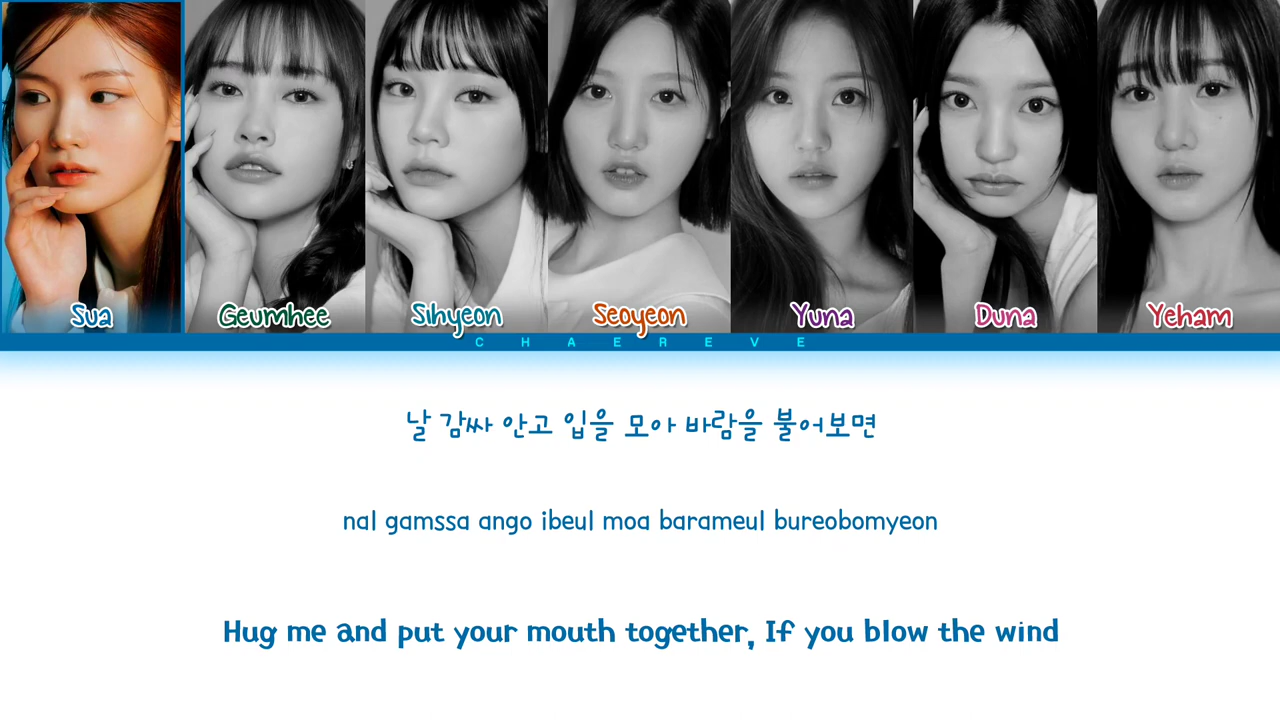 Sua Geumhee Sihyeon Seoyeon Yuna Duna Yeham
CHAEREVE
날 감싸 안고 입을 모아 바람을 불어보면
nal gamssa ango ibeul moa barameul bureobomyeon
Hug me and put your mouth together, If you blow the wind